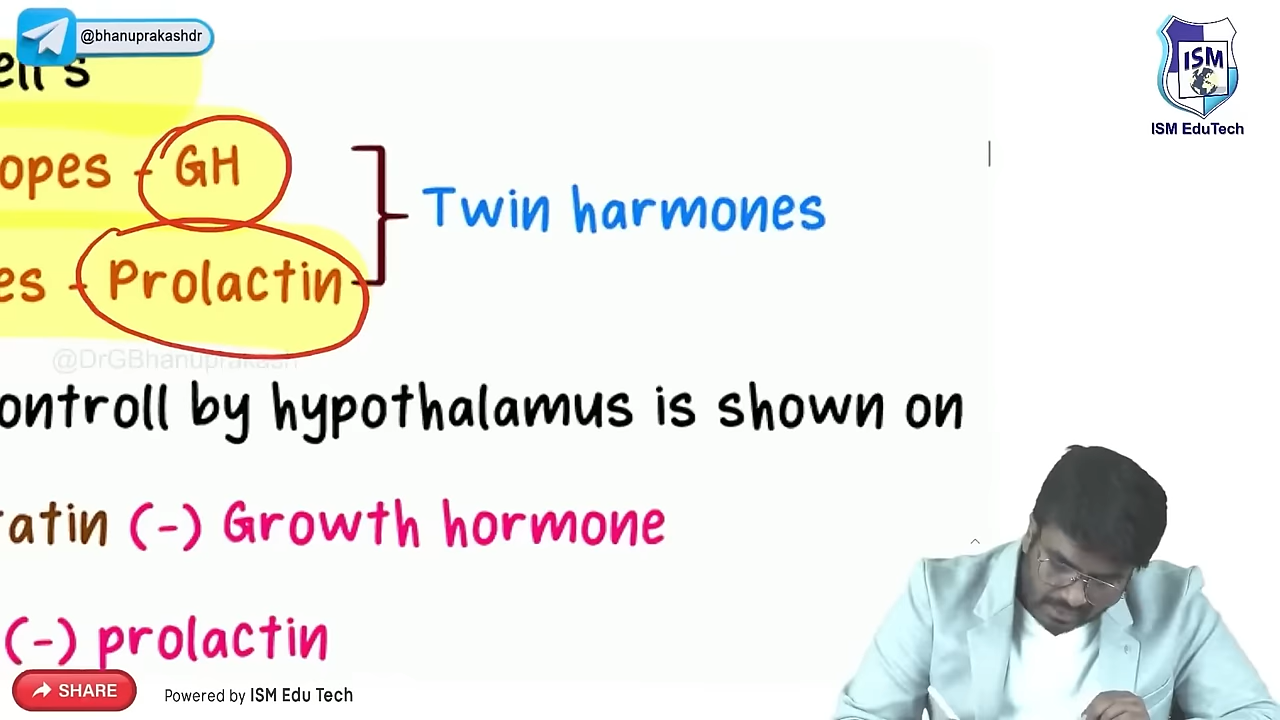 @bhanuprakashdr
ell's
ISM
ISM EduTech
opes - GH
Twin harmones
es - Prolactin
@DrGBhanuprakash
ontroll by hypothalamus is shown on
ratin (-) Growth hormone
(-) prolactin
SHARE
Powered by ISM Edu Tech